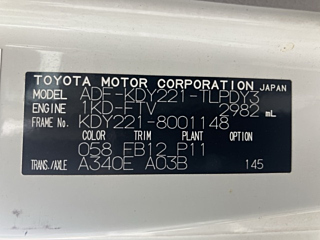 TOYOTA MOTOR CORPORATION JAPAN
MODEL ADF-KDY221-TLPDY3
ENGINE 1KD-FTV 2982 mL
FRAME No. KDY221-8001148
COLOR TRIM PLANT OPTION
058 FB12 P11
TRANS./AXLE A340E A03B 145